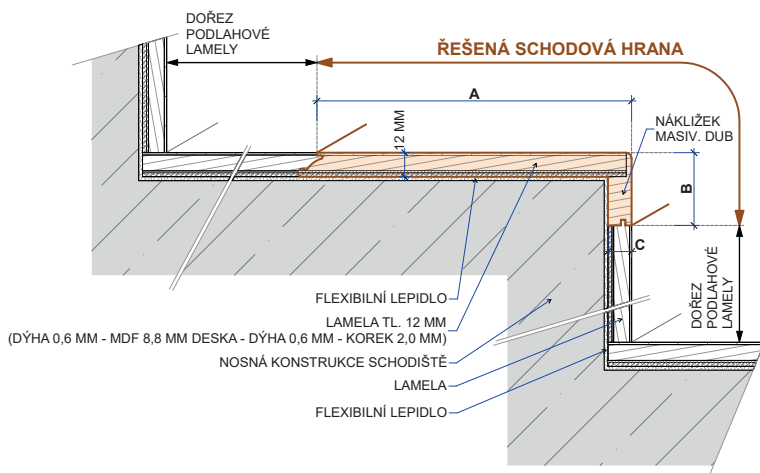 DOŘEZ
PODLAHOVÉ
LAMELY
ŘEŠENÁ SCHODOVÁ HRANA
A
12 MM
NÁKLIŽEK
MASIV. DUB
B
C
DOŘEZ
PODLAHOVÉ
LAMELY
FLEXIBILNÍ LEPIDLO
LAMELA TL. 12 MM
(DÝHA 0,6 MM - MDF 8,8 MM DESKA - DÝHA 0,6 MM - KOREK 2,0 MM)
NOSNÁ KONSTRUKCE SCHODIŠTĚ
LAMELA
FLEXIBILNÍ LEPIDLO